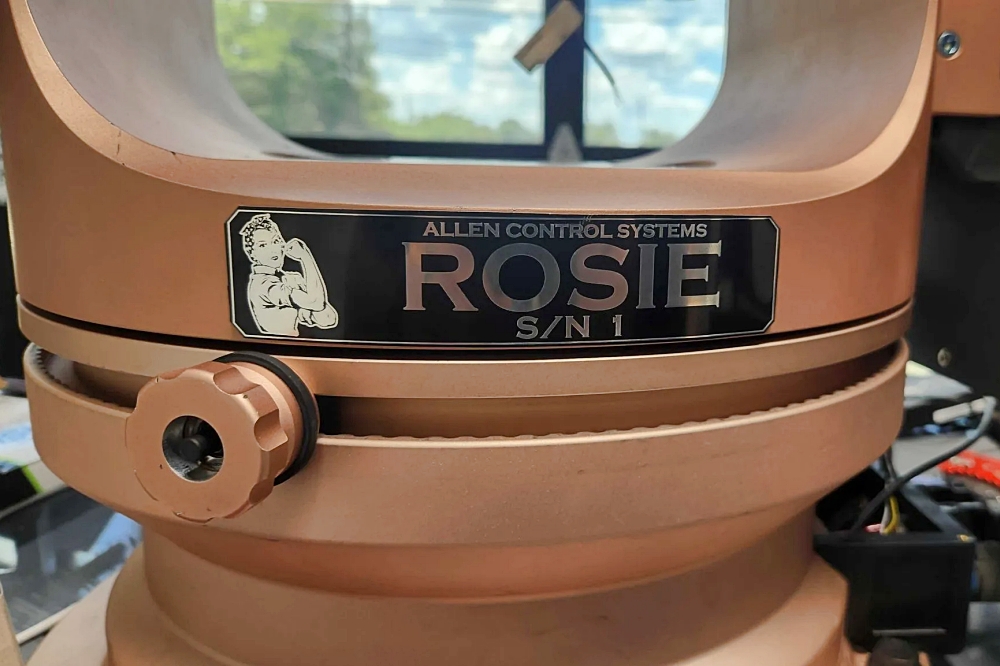 ALLEN CONTROL SYSTEMS
ROSIE
S/N 1